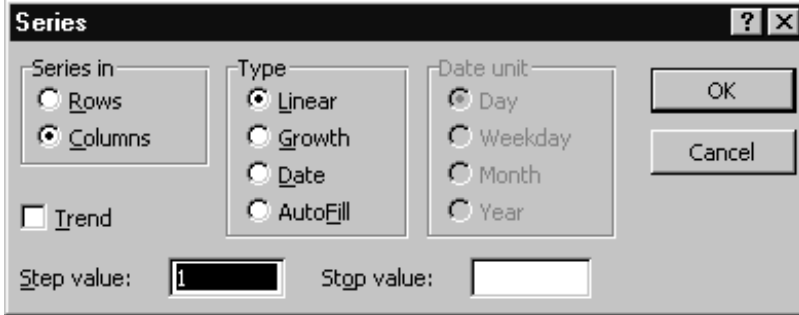 Series
Series in
Rows
Columns
Trend
Type
Linear
Growth
Date
AutoFill
Date unit
Day
Weekday
Month
Year
OK
Cancel
Step value: 1
Stop value: